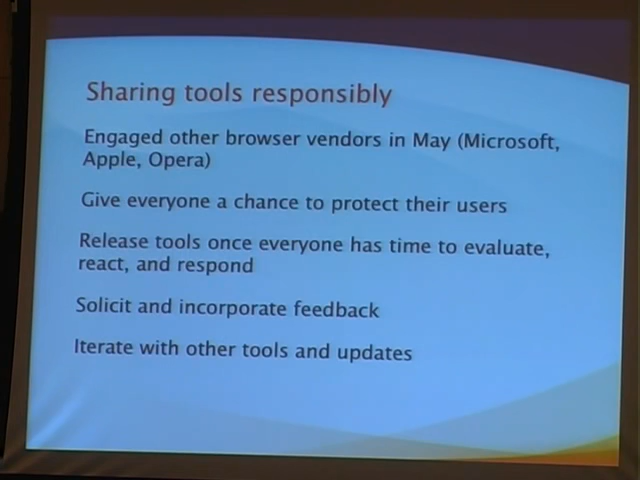 Sharing tools responsibly
Engaged other browser vendors in May (Microsoft,
Apple, Opera)
Give everyone a chance to protect their users
Release tools once everyone has time to evaluate,
react, and respond
Solicit and incorporate feedback
Iterate with other tools and updates